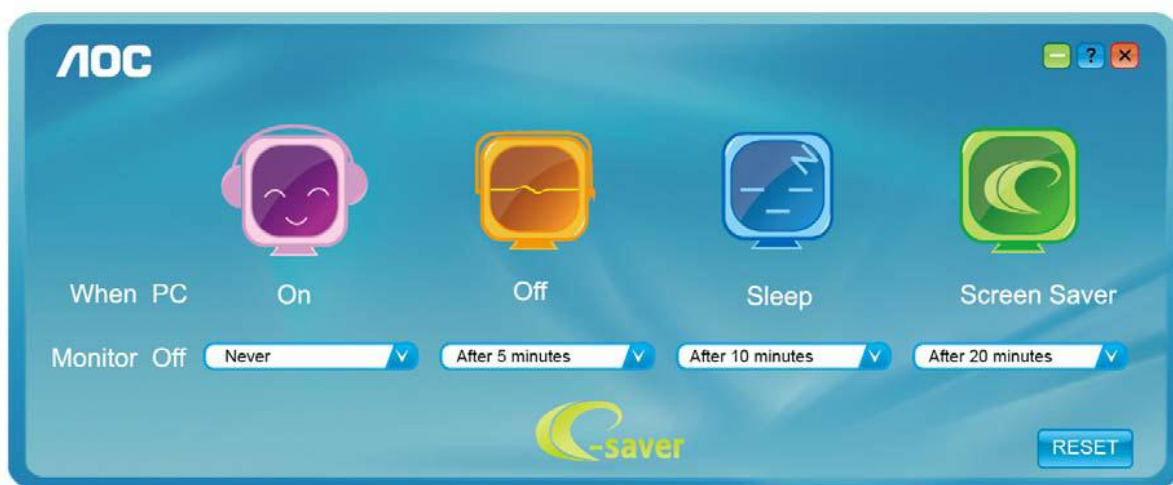 AOC
?
When PC On Off Sleep Screen Saver
Monitor Off Never After 5 minutes After 10 minutes After 20 minutes
e-saver
RESET